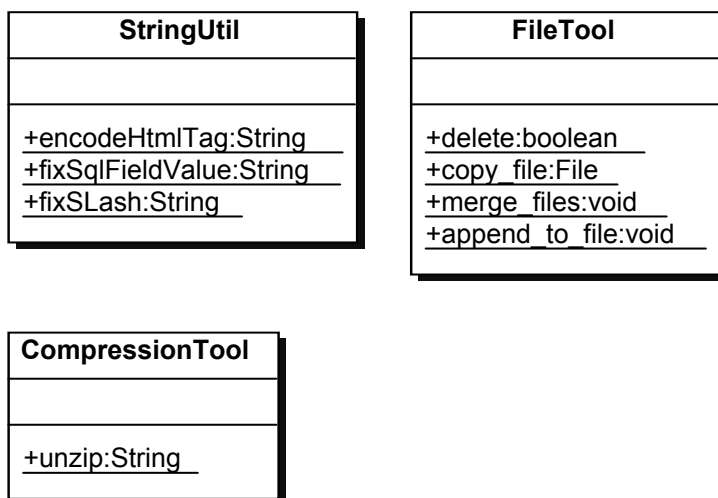 StringUtil
+encodeHtmlTag:String
+fixSqlFieldValue:String
+fixSLash:String
FileTool
+delete:boolean
+copy_file:File
+merge_files:void
+append_to_file:void
CompressionTool
+unzip:String